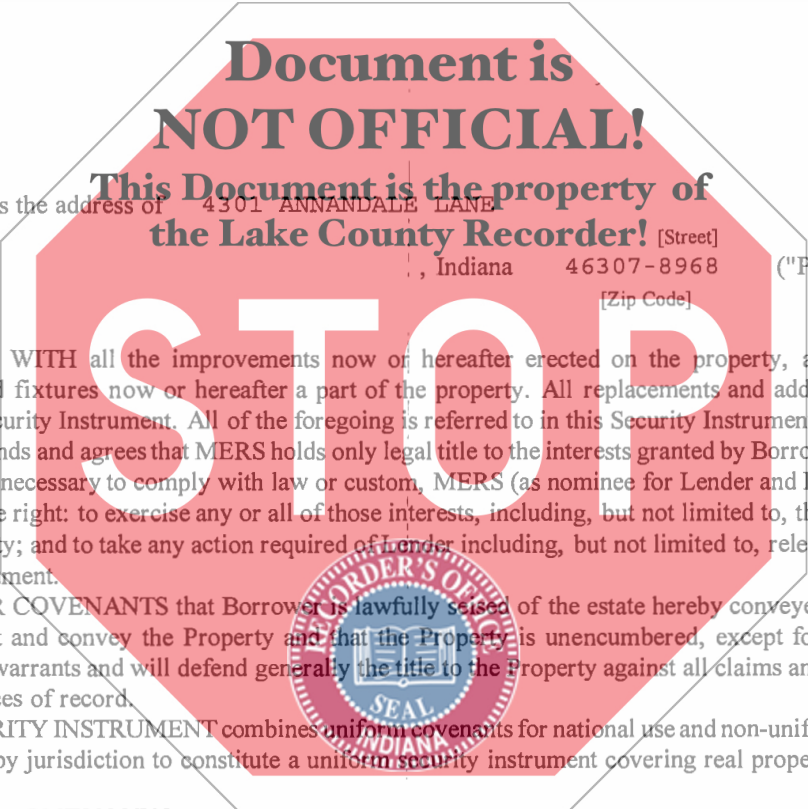 Document is
NOT OFFICIAL!
This Document is the property of
s the address of 4301 ANNANDALE LANE
the Lake County Recorder! [Street]
, Indiana 46307-8968 ("P
[Zip Code]
STOP
WITH all the improvements now or hereafter erected on the property, a
fixtures now or hereafter a part of the property. All replacements and add
curity Instrument. All of the foregoing is referred to in this Security Instrumen
nds and agrees that MERS holds only legal title to the interests granted by Borro
necessary to comply with law or custom, MERS (as nominee for Lender and
e right: to exercise any or all of those interests, including, but not limited to, th
ty; and to take any action required of Lender including, but not limited to, rele
ment.
R COVENANTS that Borrower is lawfully seised of the estate hereby conveye
t and convey the Property and that the Property is unencumbered, except fo
warrants and will defend generally the title to the Property against all claims an
ces of record.
RITY INSTRUMENT combines uniform covenants for national use and non-unif
by jurisdiction to constitute a uniform security instrument covering real prope
RECORDER'S OFFICE
SEAL
INDIANA